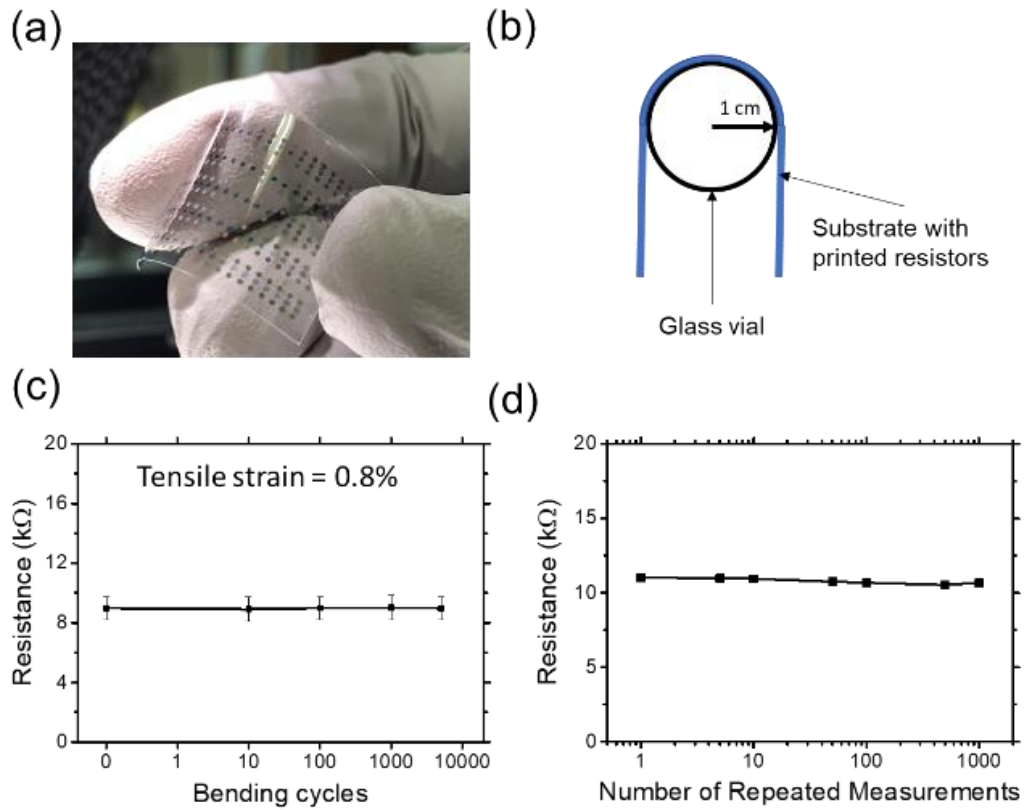 (a)
(b)
1 cm
Substrate with
printed resistors
Glass vial
(c)
(d)
20
16
12
8
4
0
Resistance (kΩ)
Tensile strain = 0.8%
0
1
10
100
1000
10000
Bending cycles
20
15
10
5
0
Resistance (kΩ)
1
10
100
1000
Number of Repeated Measurements